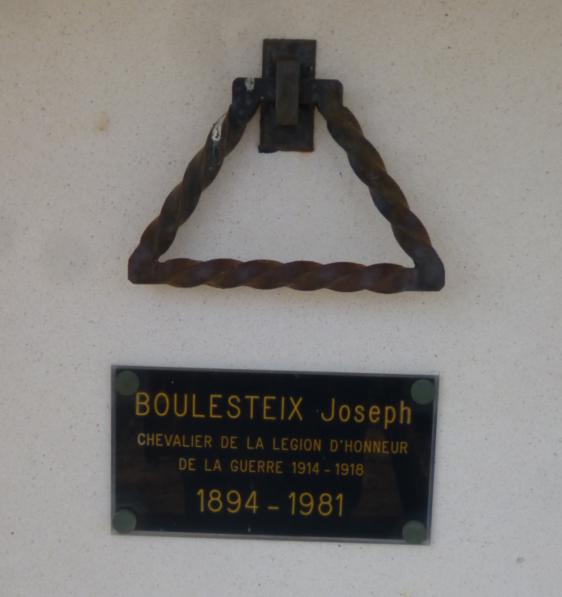 BOULESTEIX Joseph
CHEVALIER DE LA LEGION D'HONNEUR
DE LA GUERRE 1914 - 1918
1894 - 1981